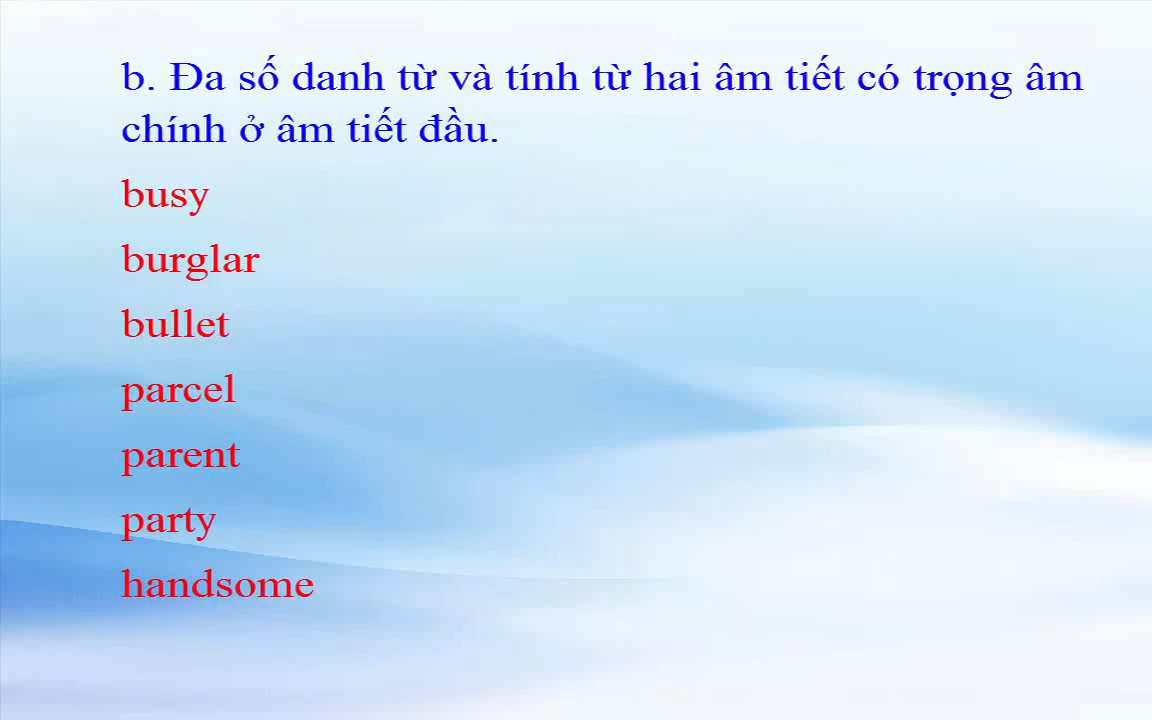 b. Đa số danh từ và tính từ hai âm tiết có trọng âm
chính ở âm tiết đầu.
busy
burglar
bullet
parcel
parent
party
handsome